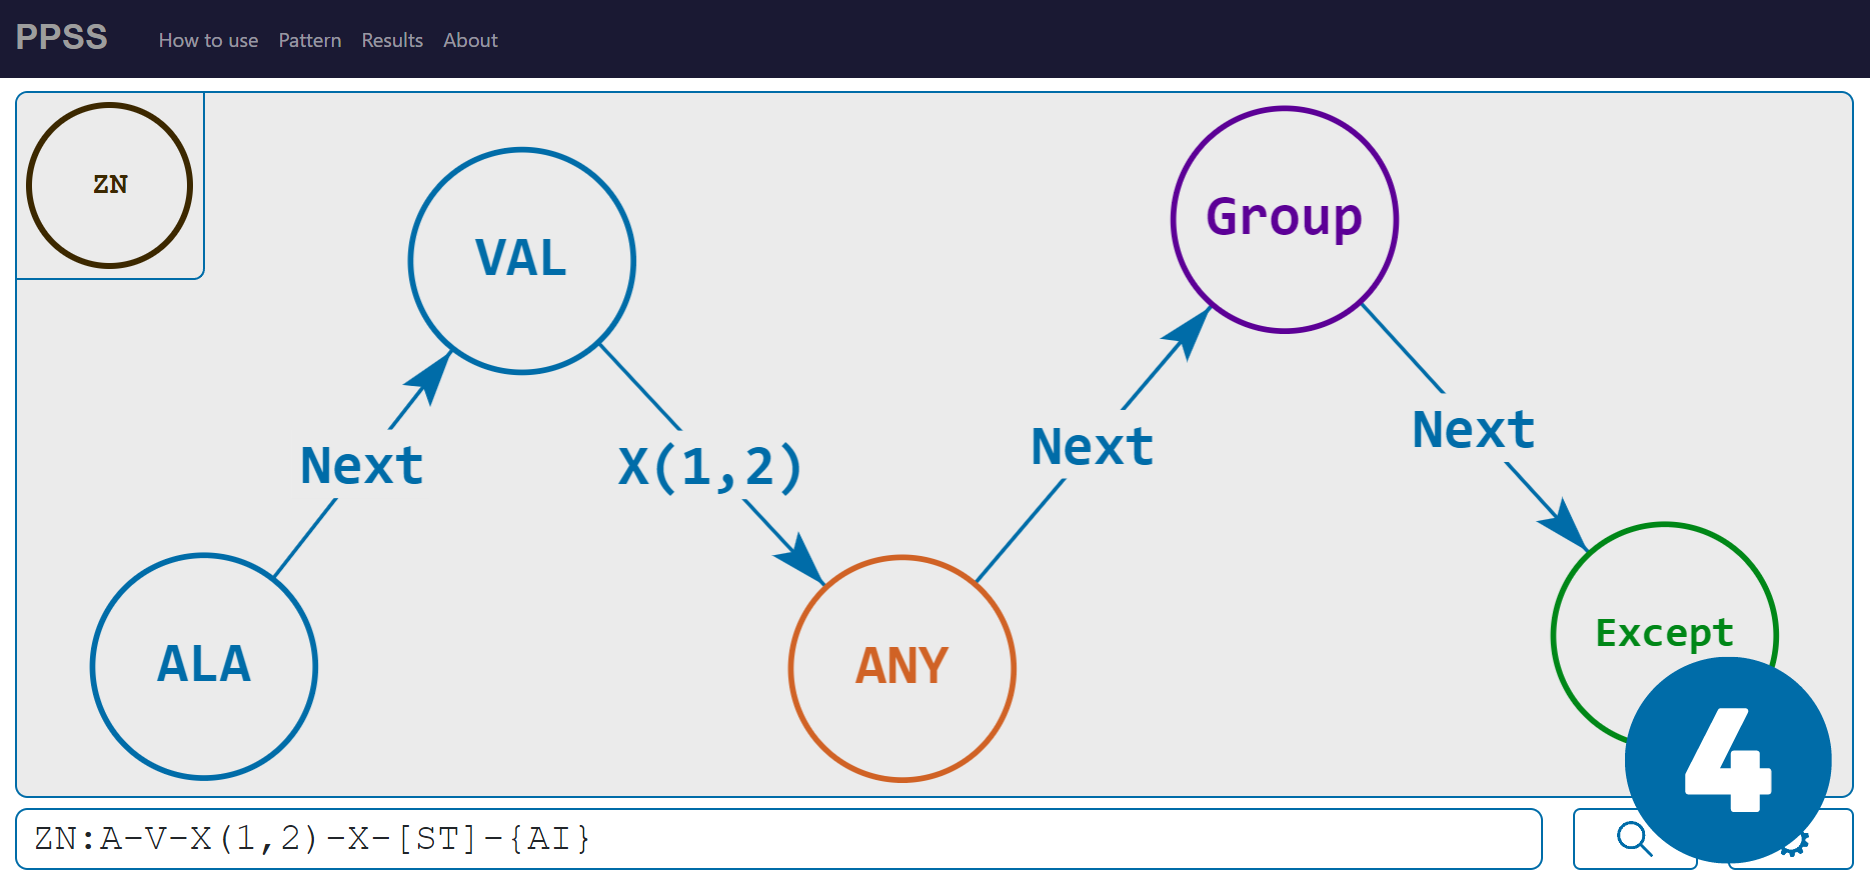 PPSS How to use Pattern Results About
ZN
VAL
Group
Next
X(1,2)
Next
Next
ALA
ANY
Except
4
ZN:A-V-X(1,2)-X-[ST]-{AI}